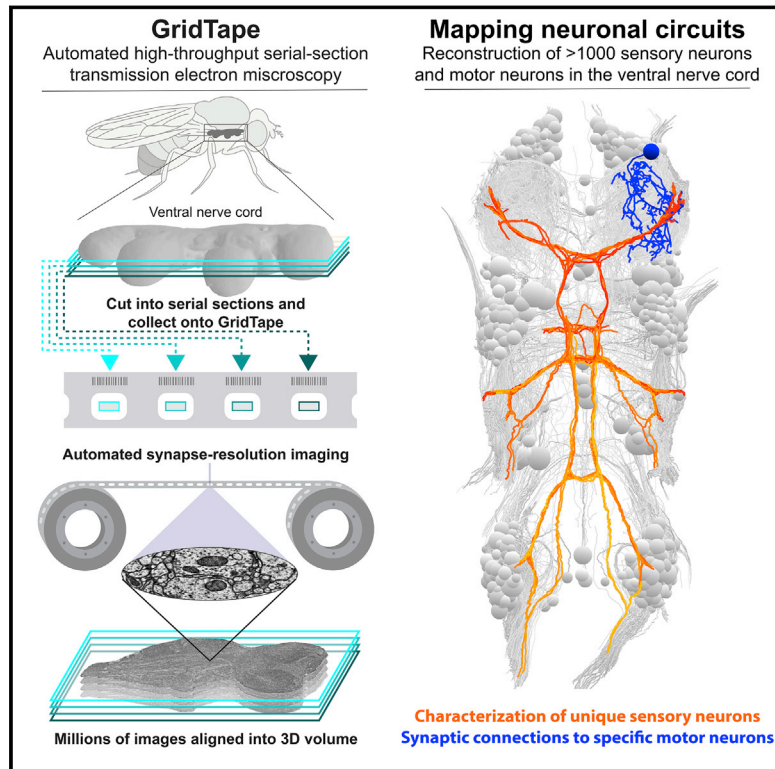 GridTape
Automated high-throughput serial-section
transmission electron miscroscopy
Ventral nerve cord
Cut into serial sections and
collect onto GridTape
Automated synapse-resolution imaging
Millions of images aligned into 3D volume
Mapping neuronal circuits
Reconstruction of >1000 sensory neurons
and motor neurons in the ventral nerve cord
Characterization of unique sensory neurons
Synaptic connections to specific motor neurons